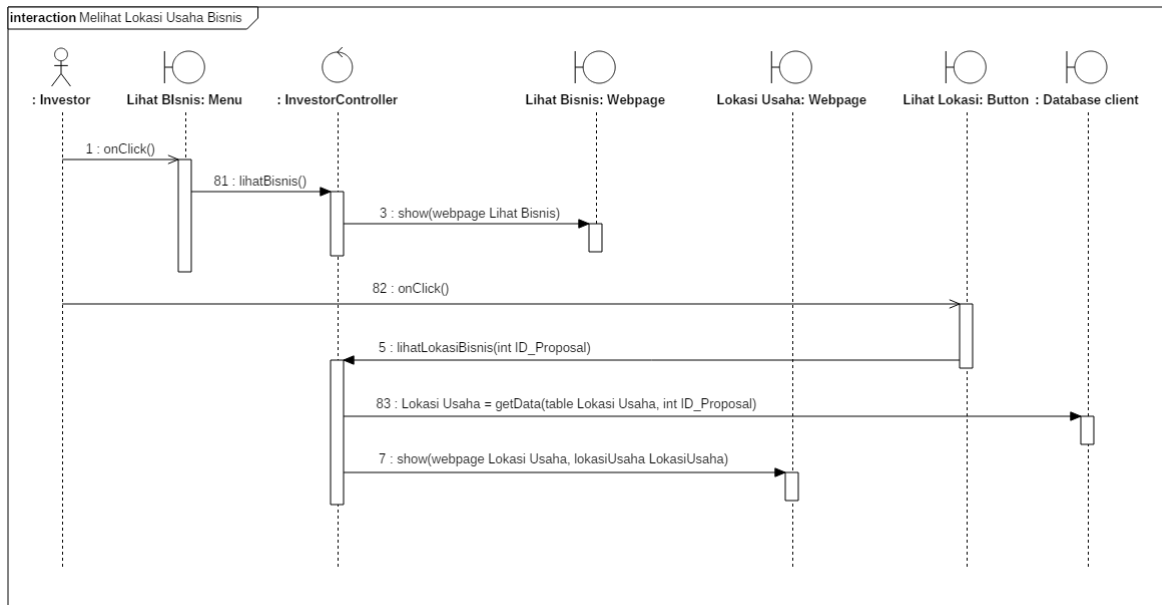 interaction Melihat Lokasi Usaha Bisnis
: Investor
Lihat BIsnis: Menu
: InvestorController
Lihat Bisnis: Webpage
Lokasi Usaha: Webpage
Lihat Lokasi: Button
: Database client
1 : onClick()
81 : lihatBisnis()
3 : show(webpage Lihat Bisnis)
82 : onClick()
5 : lihatLokasiBisnis(int ID_Proposal)
83 : Lokasi Usaha = getData(table Lokasi Usaha, int ID_Proposal)
7 : show(webpage Lokasi Usaha, lokasiUsaha LokasiUsaha)